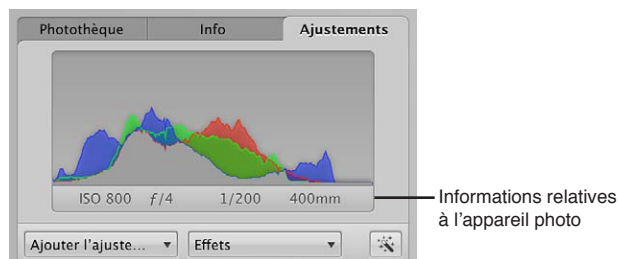 Photothèque Info Ajustements
ISO 800 ƒ/4 1/200 400mm
Informations relatives
à l'appareil photo
Ajouter l'ajuste... Effets